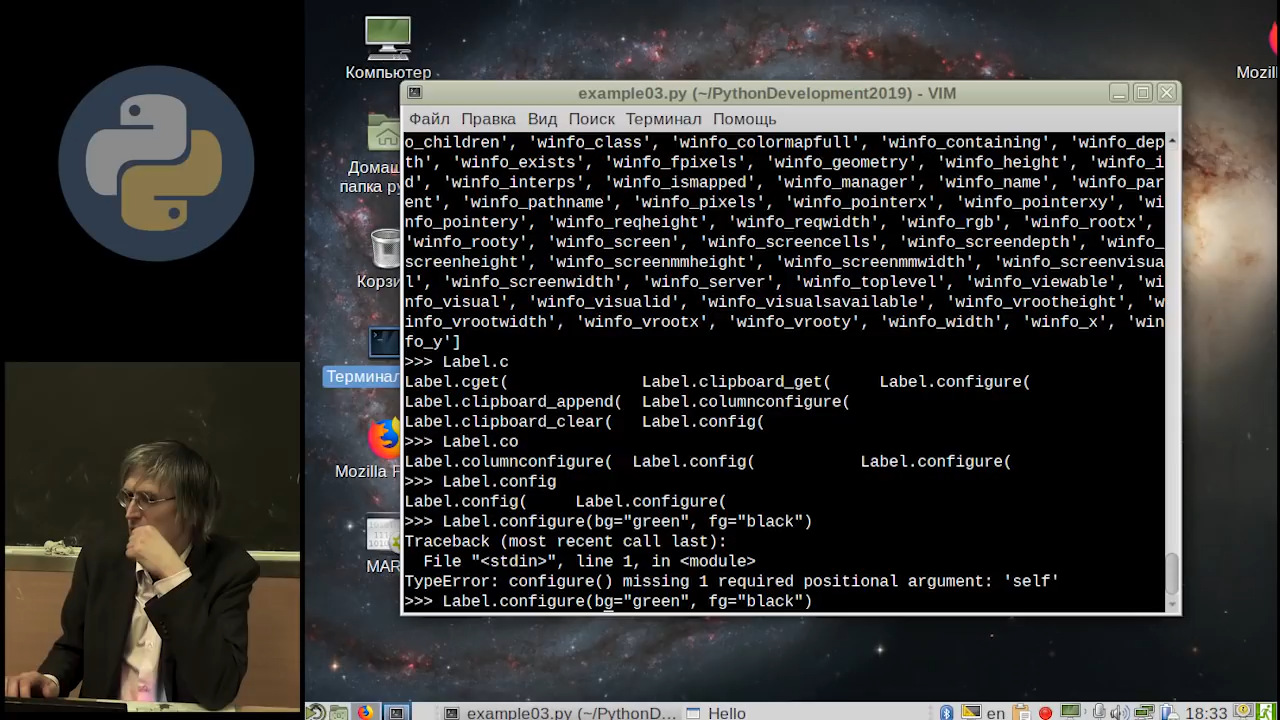 Компьютер
Mozill
example03.py (~/PythonDevelopment2019) - VIM
Файл Правка Вид Поиск Терминал Помощь
o_children', 'winfo_class', 'winfo_colormapfull', 'winfo_containing', 'winfo_dep
th', 'winfo_exists', 'winfo_fpixels', 'winfo_geometry', 'winfo_height', 'winfo_i
d', 'winfo_interps', 'winfo_ismapped', 'winfo_manager', 'winfo_name', 'winfo_par
ent', 'winfo_pathname', 'winfo_pixels', 'winfo_pointerx', 'winfo_pointerxy', 'wi
nfo_pointery', 'winfo_reqheight', 'winfo_reqwidth', 'winfo_rgb', 'winfo_rootx',
'winfo_rooty', 'winfo_screen', 'winfo_screencells', 'winfo_screendepth', 'winfo_
screenheight', 'winfo_screenmmheight', 'winfo_screenmmwidth', 'winfo_screenvisua
l', 'winfo_screenwidth', 'winfo_server', 'winfo_toplevel', 'winfo_viewable', 'wi
nfo_visual', 'winfo_visualid', 'winfo_visualsavailable', 'winfo_vrootheight', 'w
info_vrootwidth', 'winfo_vrootx', 'winfo_vrooty', 'winfo_width', 'winfo_x', 'win
fo_y']
>>> Label.c
Label.cget( Label.clipboard_get( Label.configure(
Label.clipboard_append( Label.columnconfigure(
Label.clipboard_clear( Label.config(
>>> Label.co
Label.columnconfigure( Label.config( Label.configure(
>>> Label.config
Label.config( Label.configure(
>>> Label.configure(bg="green", fg="black")
Traceback (most recent call last):
File "<stdin>", line 1, in <module>
TypeError: configure() missing 1 required positional argument: 'self'
>>> Label.configure(bg="green", fg="black")
Домаш
папка ру
Корзи
Терминал
Mozilla F
MAR
example03.py (~/PythonD... Hello
en 18:33